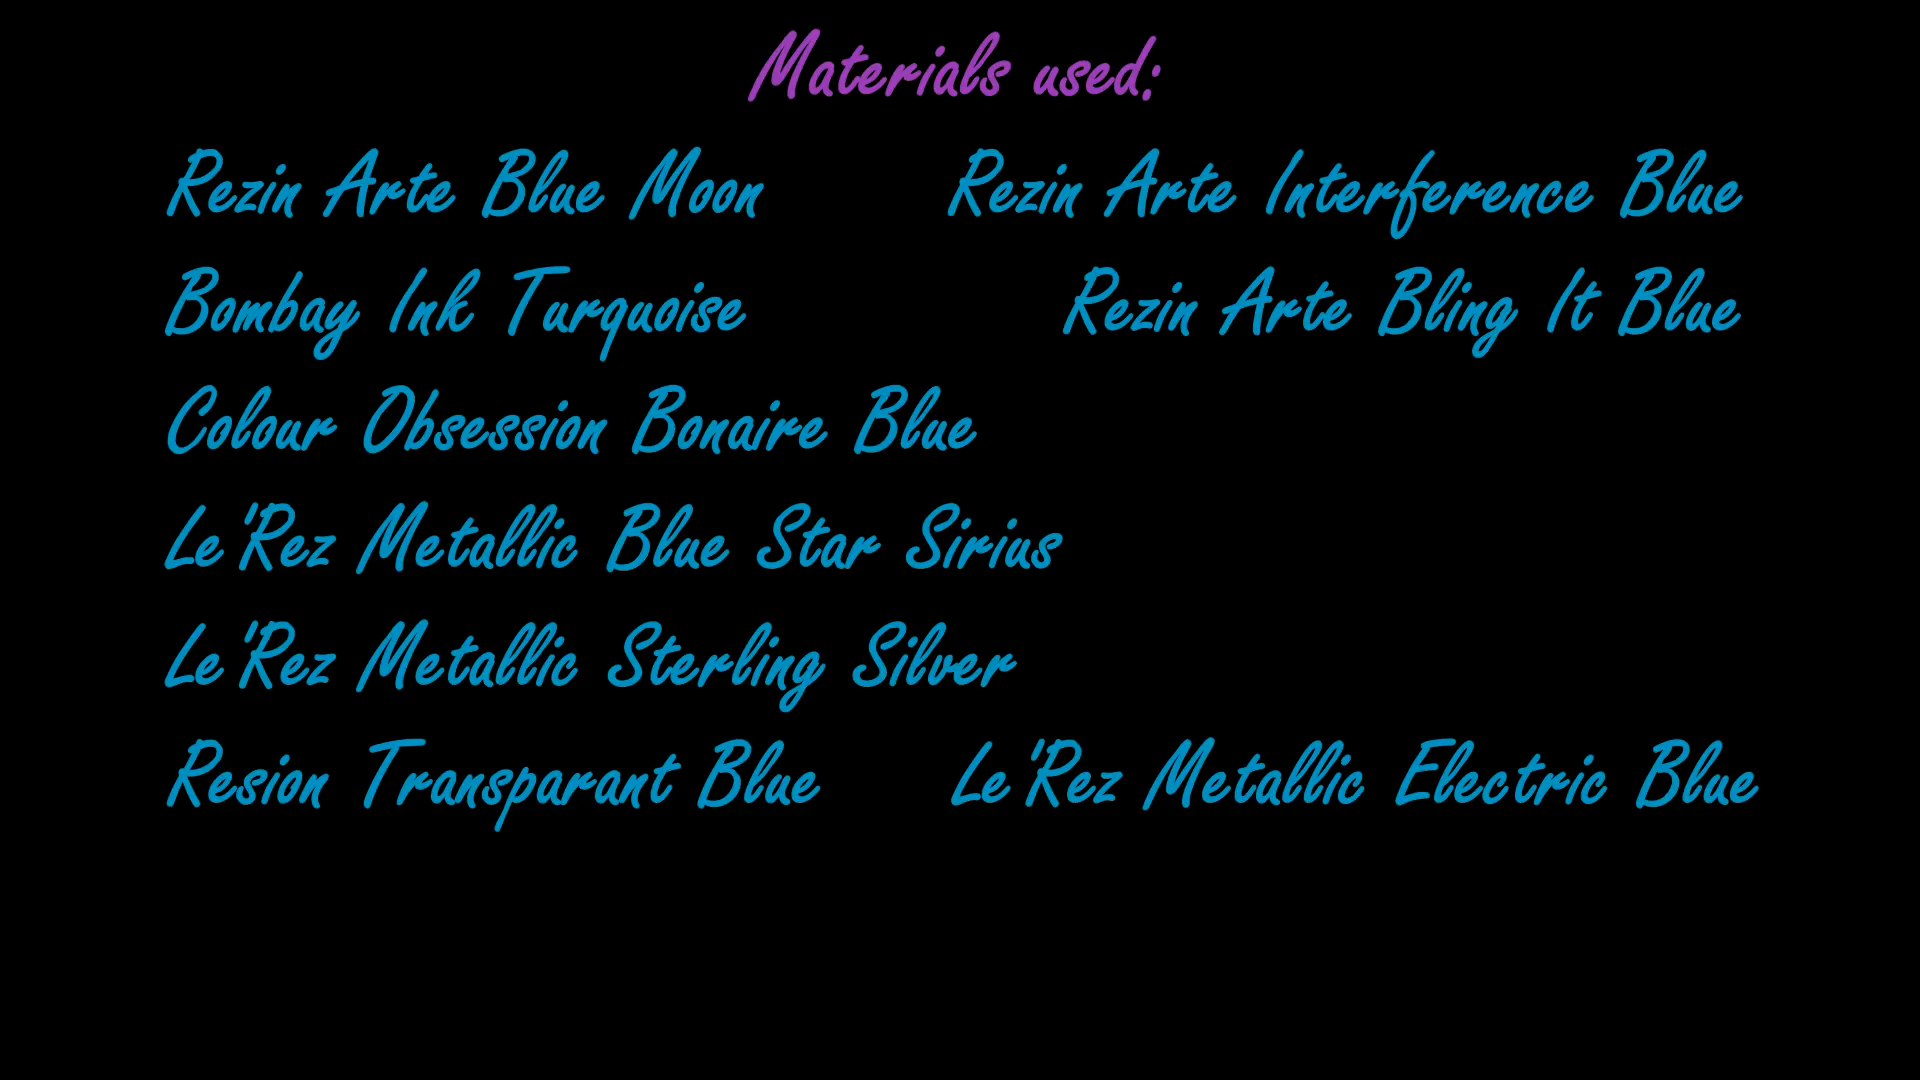 Materials used:
Rezin Arte Blue Moon Rezin Arte Interference Blue
Bombay Ink Turquoise Rezin Arte Bling It Blue
Colour Obsession Bonaire Blue
Le'Rez Metallic Blue Star Sirius
Le'Rez Metallic Sterling Silver
Resion Transparant Blue Le'Rez Metallic Electric Blue